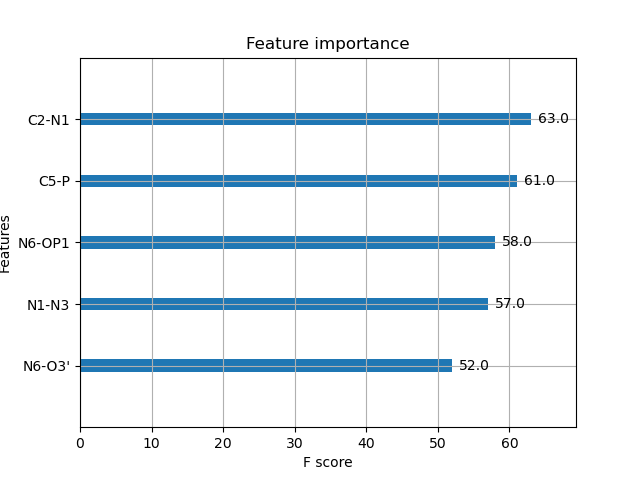 Feature importance
Features
C2-N1
63.0
C5-P
61.0
N6-OP1
58.0
N1-N3
57.0
N6-O3'
52.0
0 10 20 30 40 50 60
F score